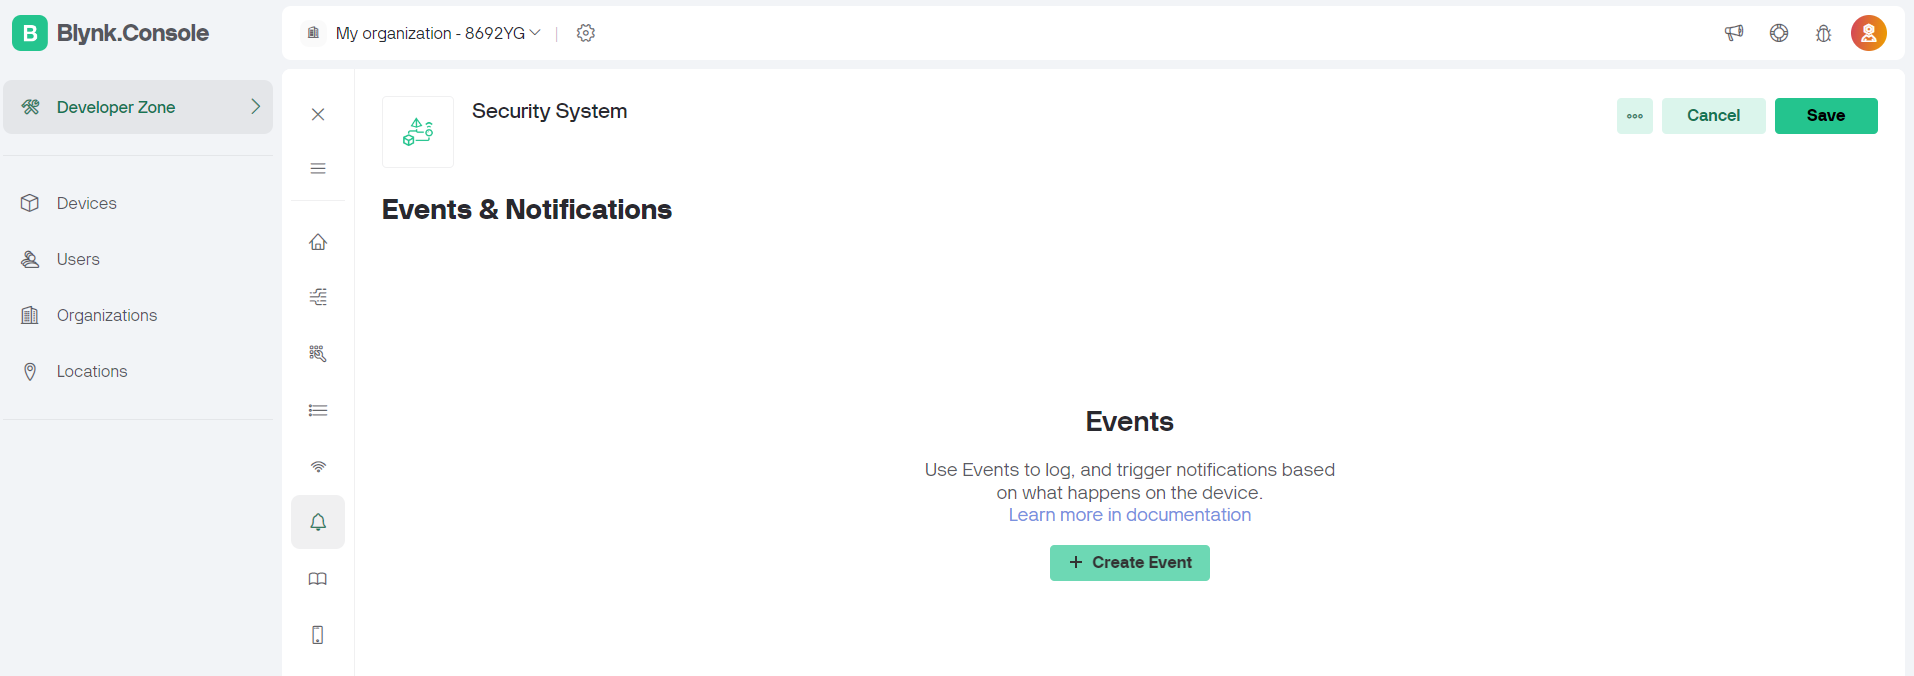 B Blynk.Console
My organization - 8692YG
Developer Zone
Devices
Users
Organizations
Locations
Security System
Cancel
Save
Events & Notifications
Events
Use Events to log, and trigger notifications based
on what happens on the device.
Learn more in documentation
+ Create Event